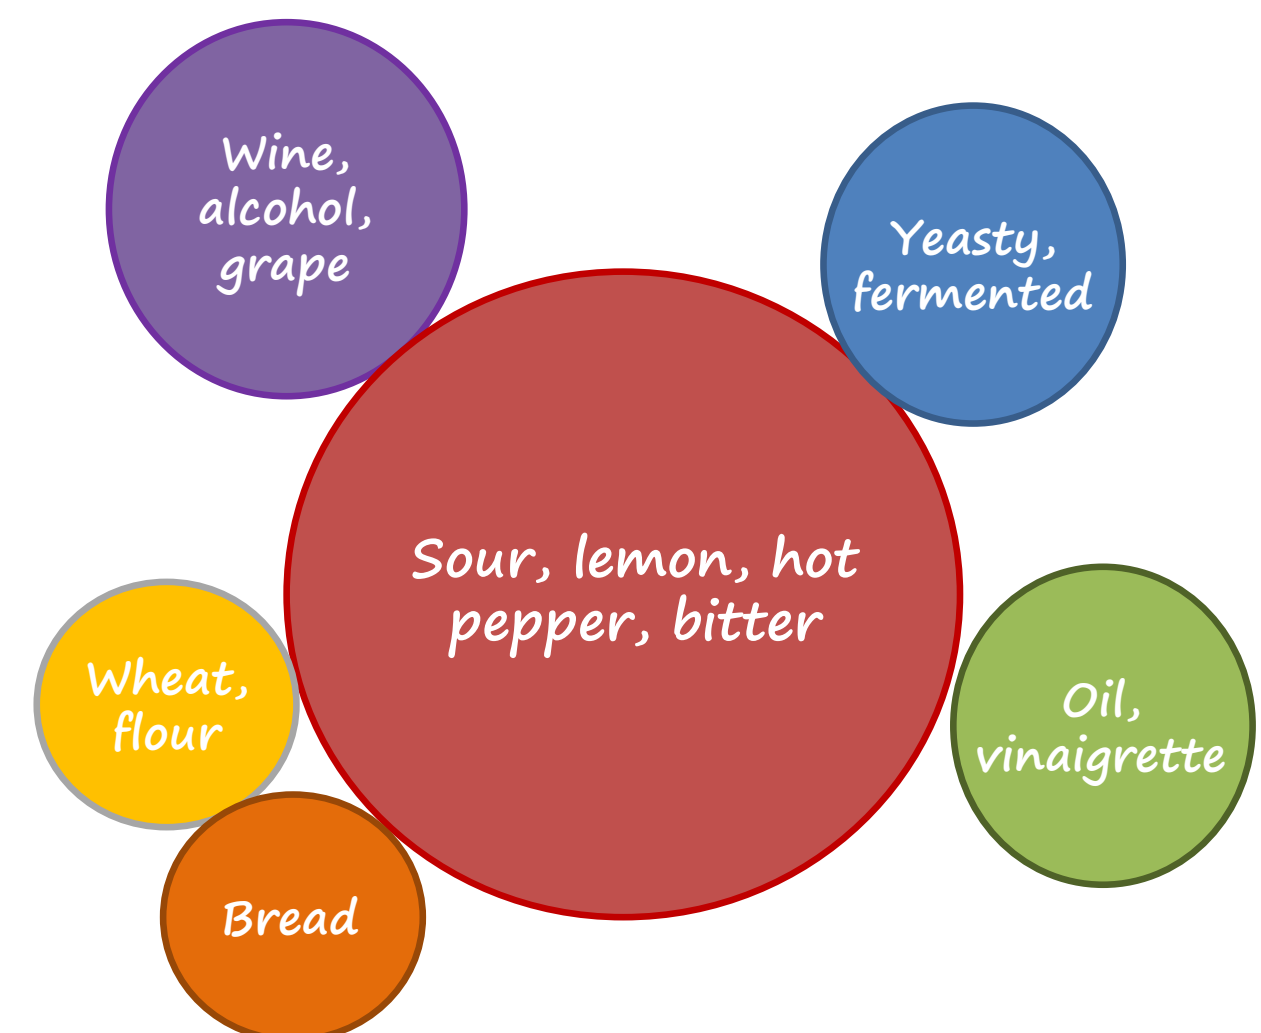 Wine,
alcohol,
grape
Yeasty,
fermented
Sour, lemon, hot
pepper, bitter
Wheat,
flour
Oil,
vinaigrette
Bread